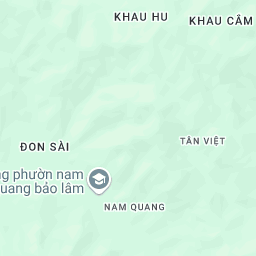 KHAU HU
KHAU CÂM
TÂN VIỆT
ĐON SÀI
phườn nam
uang bảo lâm
NAM QUANG